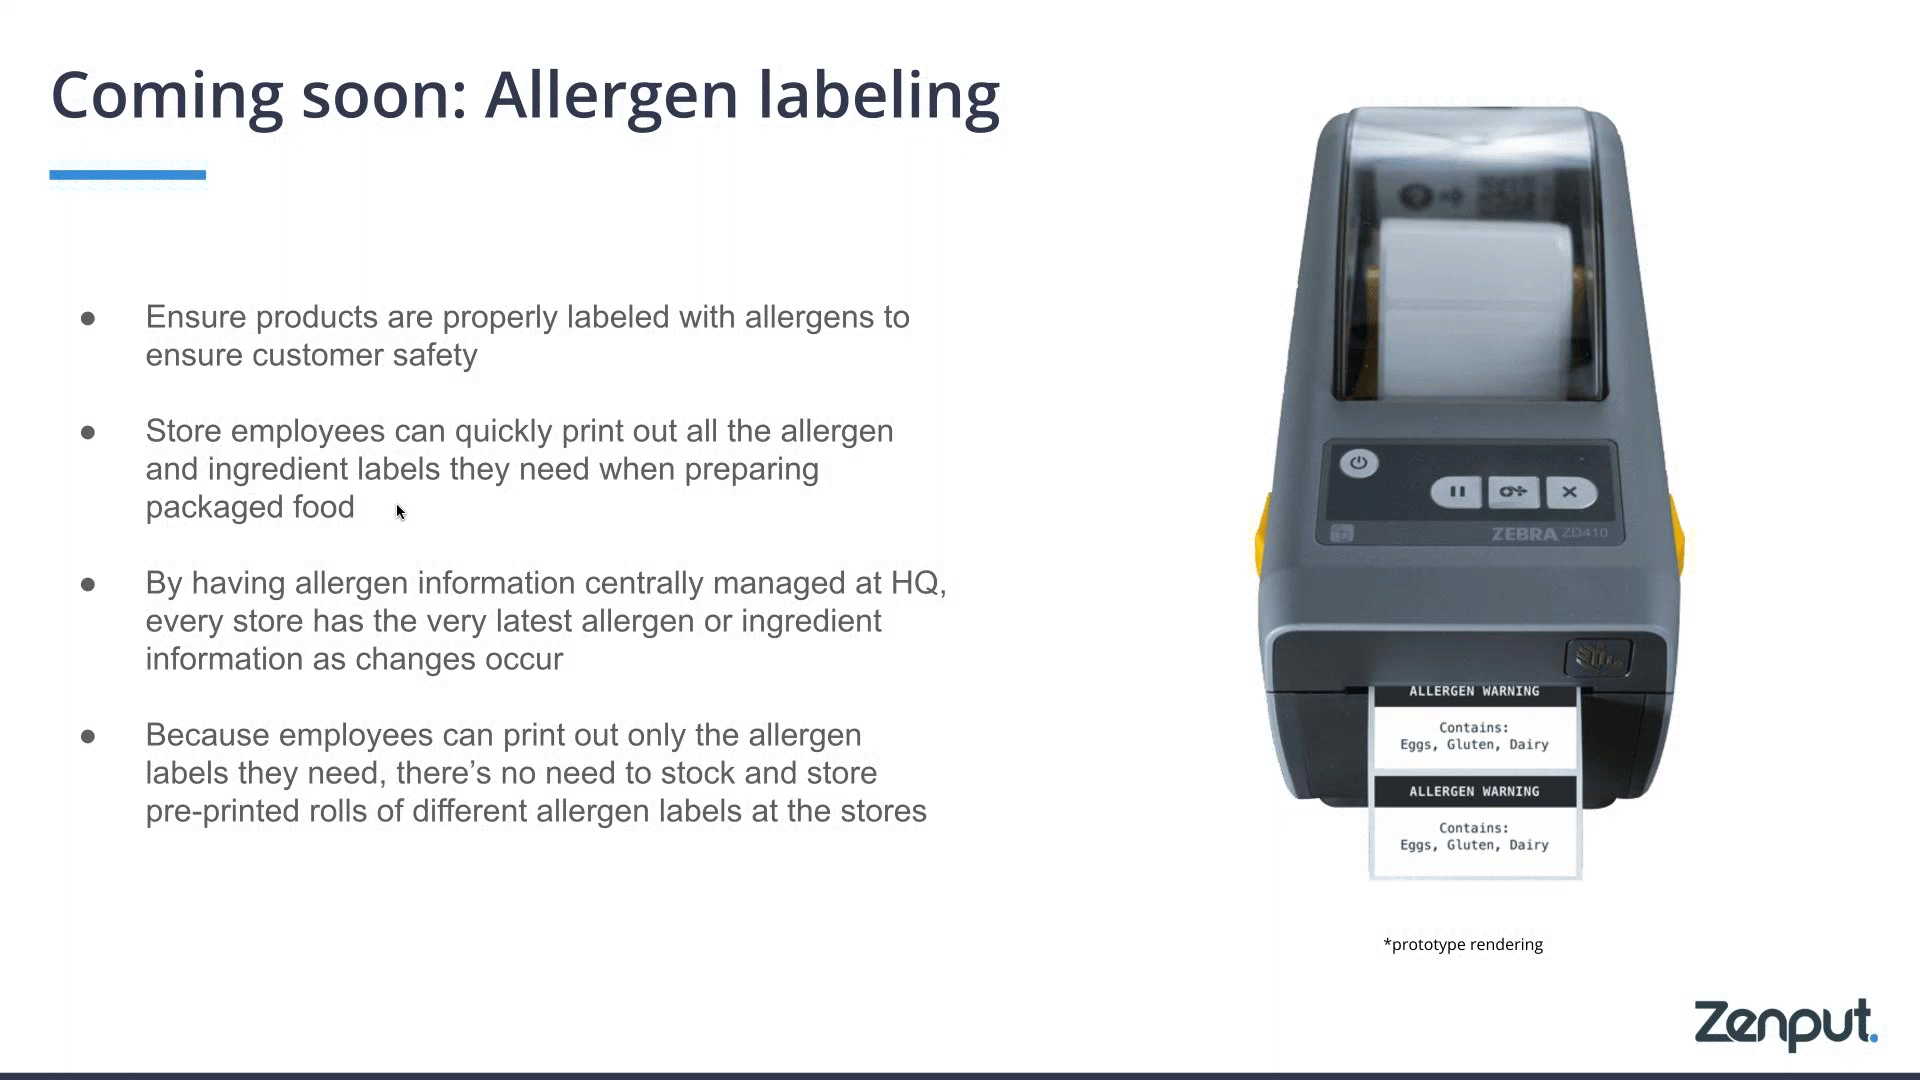 Coming soon: Allergen labeling
● Ensure products are properly labeled with allergens to
ensure customer safety
● Store employees can quickly print out all the allergen
and ingredient labels they need when preparing
packaged food
● By having allergen information centrally managed at HQ,
every store has the very latest allergen or ingredient
information as changes occur
● Because employees can print out only the allergen
labels they need, there’s no need to stock and store
pre-printed rolls of different allergen labels at the stores
ZEBRA ZD410
ALLERGEN WARNING
Contains:
Eggs, Gluten, Dairy
ALLERGEN WARNING
Contains:
Eggs, Gluten, Dairy
*prototype rendering
Zenput.